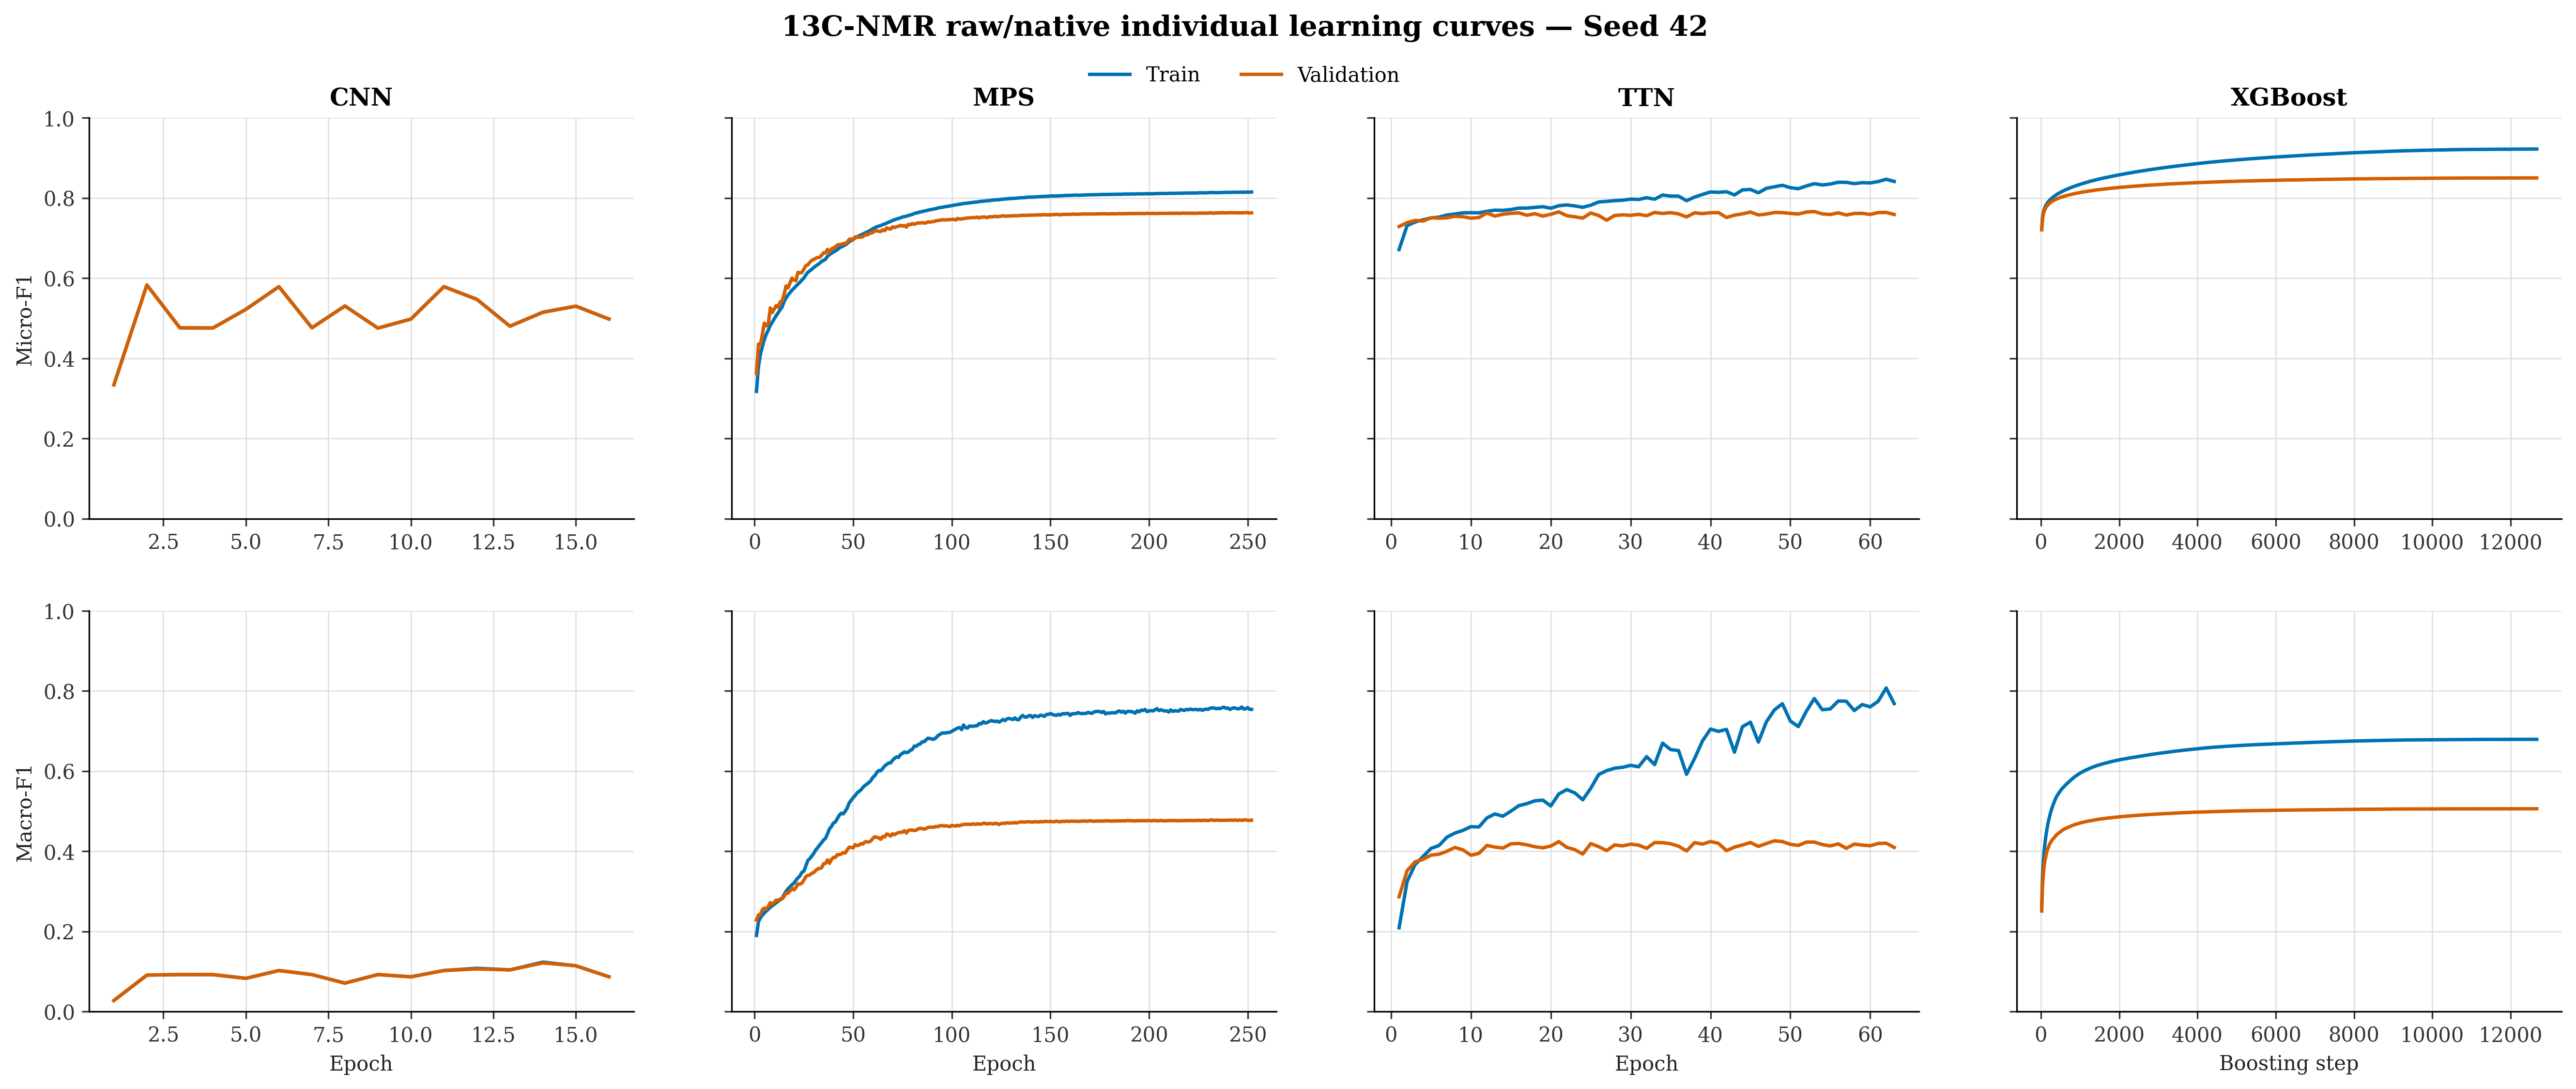 13C-NMR raw/native individual learning curves — Seed 42
Train Validation
CNN MPS TTN XGBoost
Micro-F1
1.0
0.8
0.6
0.4
0.2
0.0
2.5 5.0 7.5 10.0 12.5 15.0
0 50 100 150 200 250
0 10 20 30 40 50 60
0 2000 4000 6000 8000 10000 12000
Macro-F1
1.0
0.8
0.6
0.4
0.2
0.0
2.5 5.0 7.5 10.0 12.5 15.0
0 50 100 150 200 250
0 10 20 30 40 50 60
0 2000 4000 6000 8000 10000 12000
Epoch Epoch Epoch Boosting step